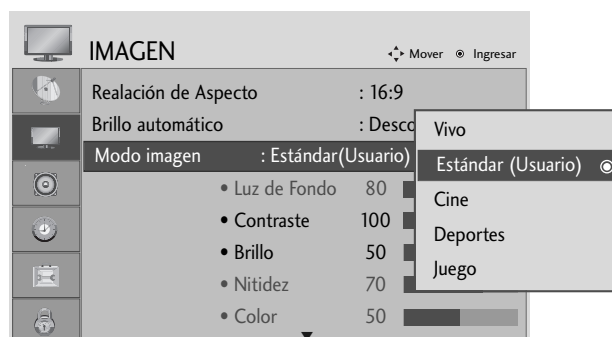 IMAGEN
Mover Ingresar
Realación de Aspecto : 16:9
Brillo automático : Desco
Modo imagen : Estándar(Usuario)
• Luz de Fondo 80
• Contraste 100
• Brillo 50
• Nitidez 70
• Color 50
Vivo
Estándar (Usuario)
Cine
Deportes
Juego